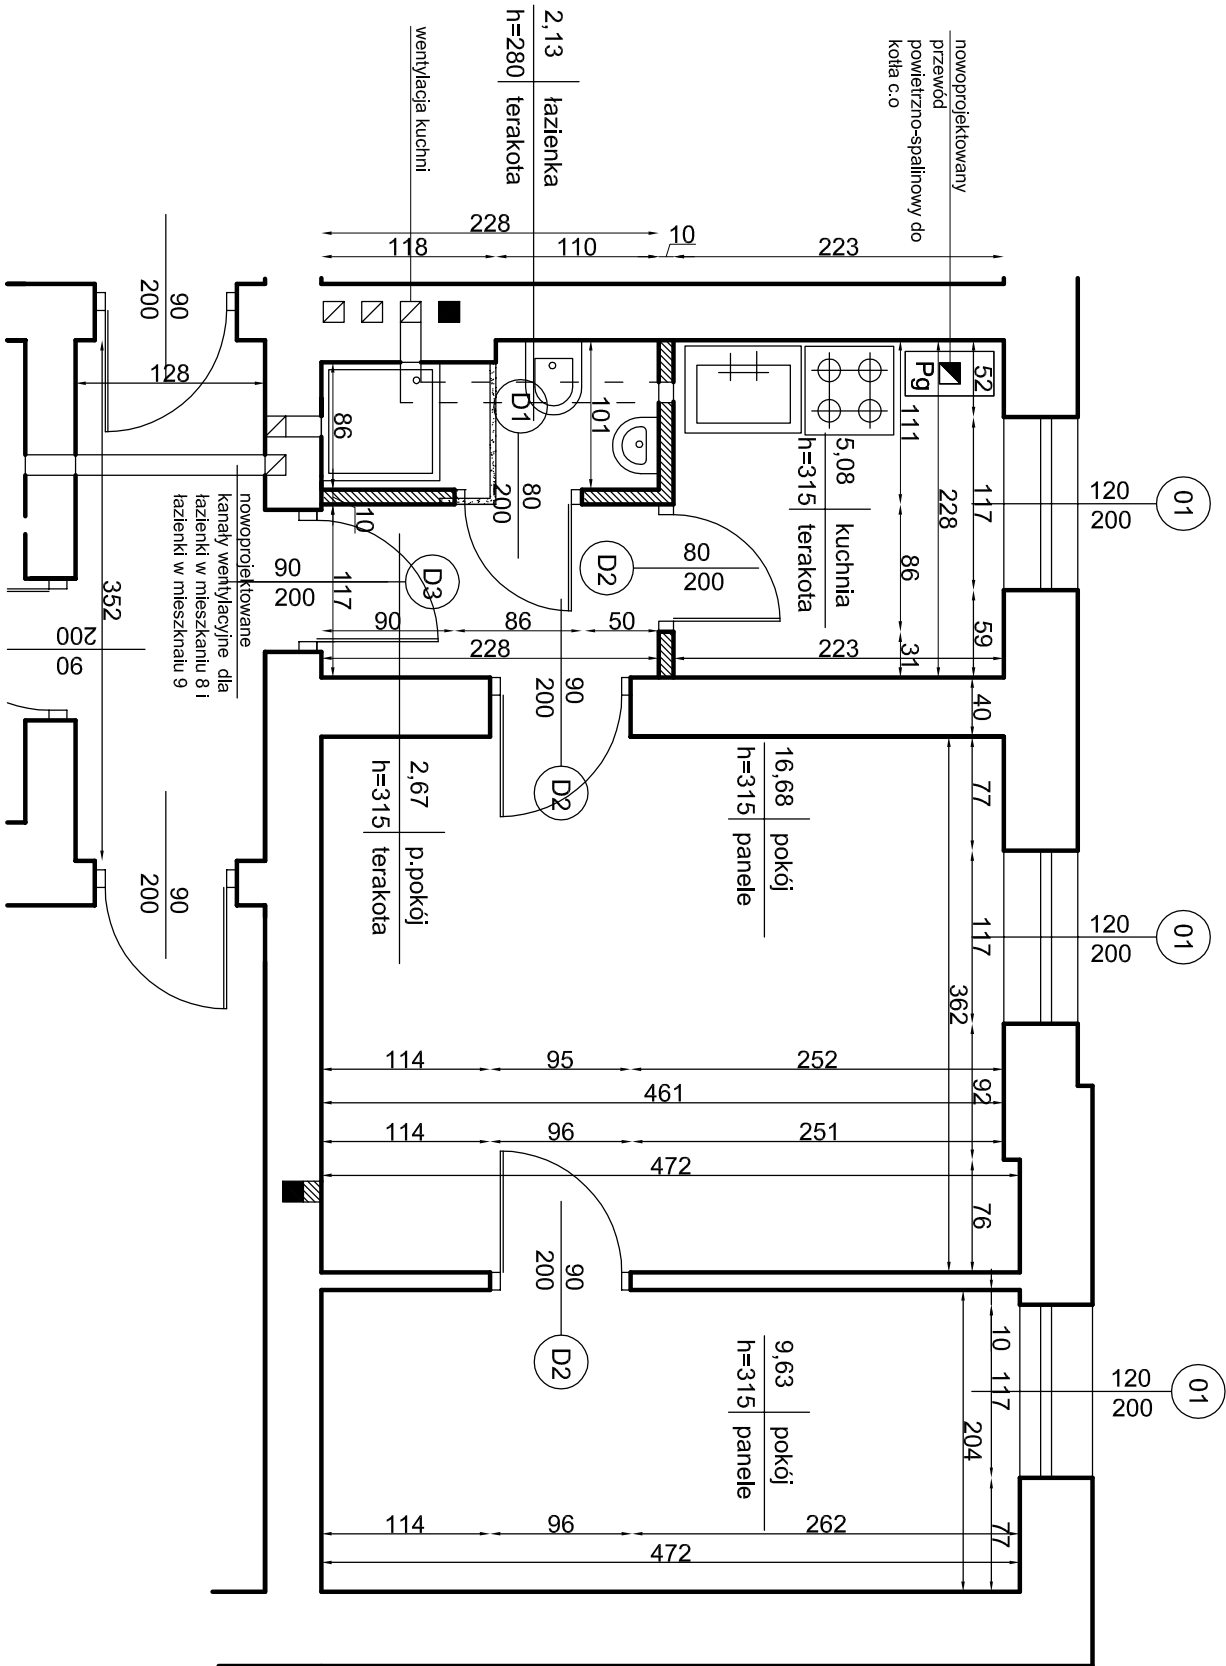 nowoprojektowany
przewód
powietrzno-spalinowy do
kotła c.o
2,13 łazienka
h=280 terakota
wentylacja kuchni
228
118
110
10
223
90
200
128
352
Pg
52
117
59
228
111
86
31
5,08 kuchnia
h=315 terakota
101
86
D1
80
200
D2
80
200
10
117
D3
90
200
90
86
50
228
223
nowoprojektowane
kanały wentylacyjne dla
łazienki w mieszkaniu 8 i
łazienki w mieszknaiu 9
90
200
90
200
01
120
200
40
77
117
92
76
362
90
200
D2
16,68 pokój
h=315 panele
2,67 p.pokój
h=315 terakota
01
120
200
114
95
252
461
114
96
251
472
90
200
D2
9,63 pokój
h=315 panele
01
120
200
10
117
77
204
114
96
262
472